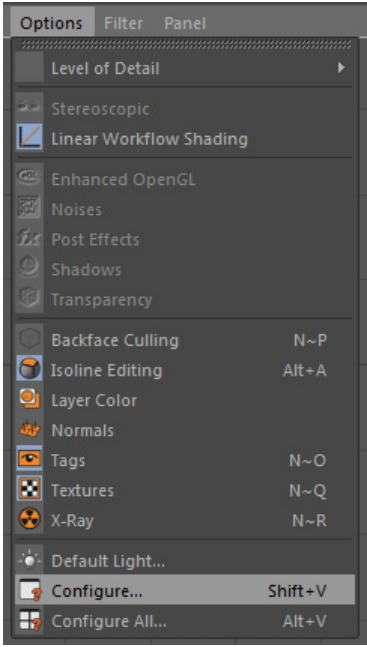 Options Filter Panel
Level of Detail
Stereoscopic
Linear Workflow Shading
Enhanced OpenGL
Noises
Post Effects
Shadows
Transparency
Backface Culling N~P
Isoline Editing Alt+A
Layer Color
Normals
Tags N~O
Textures N~Q
X-Ray N~R
Default Light...
Configure... Shift+V
Configure All... Alt+V